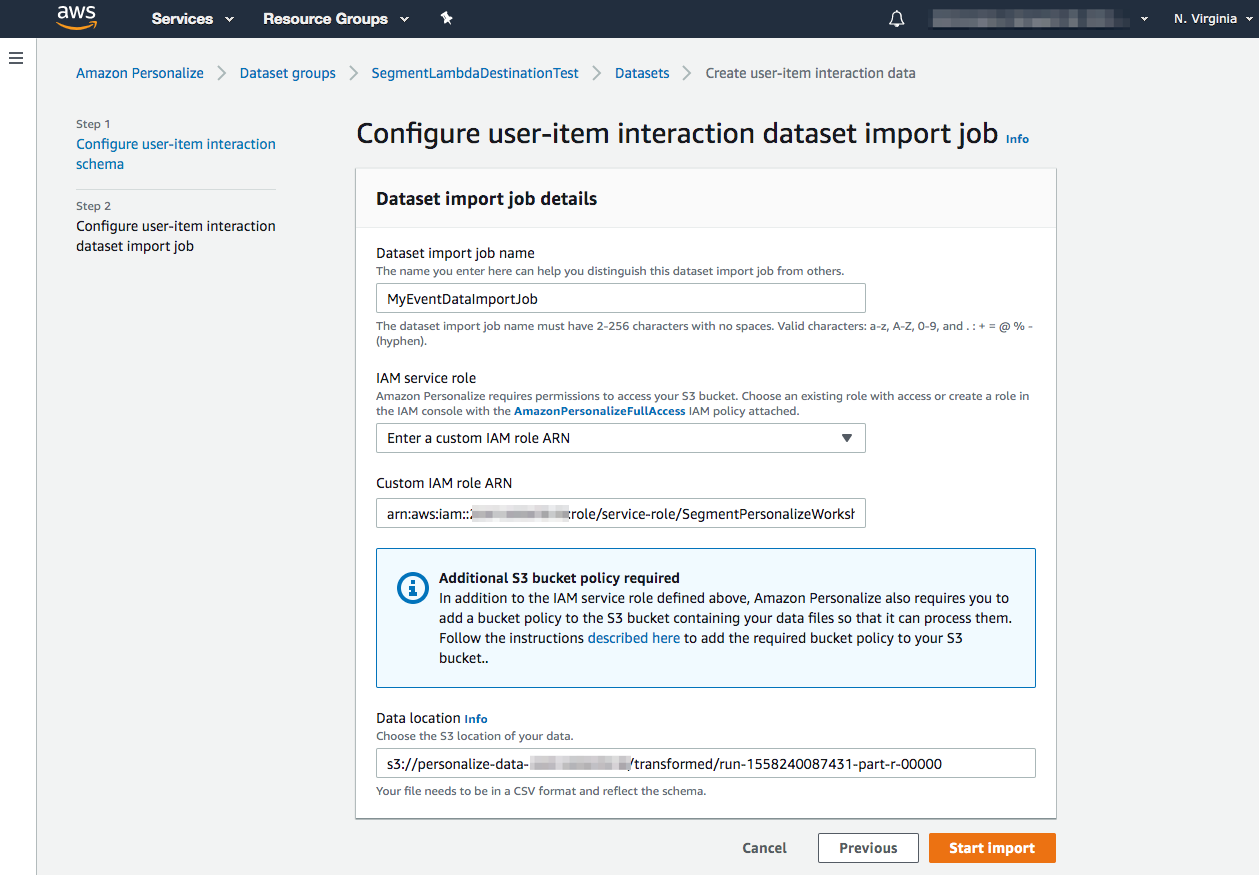 aws Services Resource Groups N. Virginia
Amazon Personalize Dataset groups SegmentLambdaDestinationTest Datasets Create user-item interaction data
Step 1
Configure user-item interaction
schema
Step 2
Configure user-item interaction
dataset import job
Configure user-item interaction dataset import job Info
Dataset import job details
Dataset import job name
The name you enter here can help you distinguish this dataset import job from others.
MyEventDataImportJob
The dataset import job name must have 2-256 characters with no spaces. Valid characters: a-z, A-Z, 0-9, and . : + = @ % -
(hyphen).
IAM service role
Amazon Personalize requires permissions to access your S3 bucket. Choose an existing role with access or create a role in
the IAM console with the AmazonPersonalizeFullAccess IAM policy attached.
Enter a custom IAM role ARN
Custom IAM role ARN
arn:aws:iam:: :role/service-role/SegmentPersonalizeWorksh
Additional S3 bucket policy required
In addition to the IAM service role defined above, Amazon Personalize also requires you to
add a bucket policy to the S3 bucket containing your data files so that it can process them.
Follow the instructions described here to add the required bucket policy to your S3
bucket..
Data location Info
Choose the S3 location of your data.
s3://personalize-data- /transformed/run-1558240087431-part-r-00000
Your file needs to be in a CSV format and reflect the schema.
Cancel Previous Start import